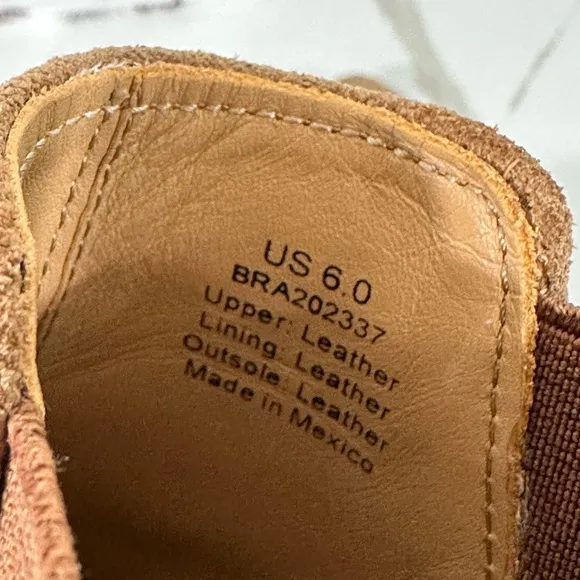 US 6.0
BRA202337
Upper: Leather
Lining: Leather
Outsole: Leather
Made in Mexico